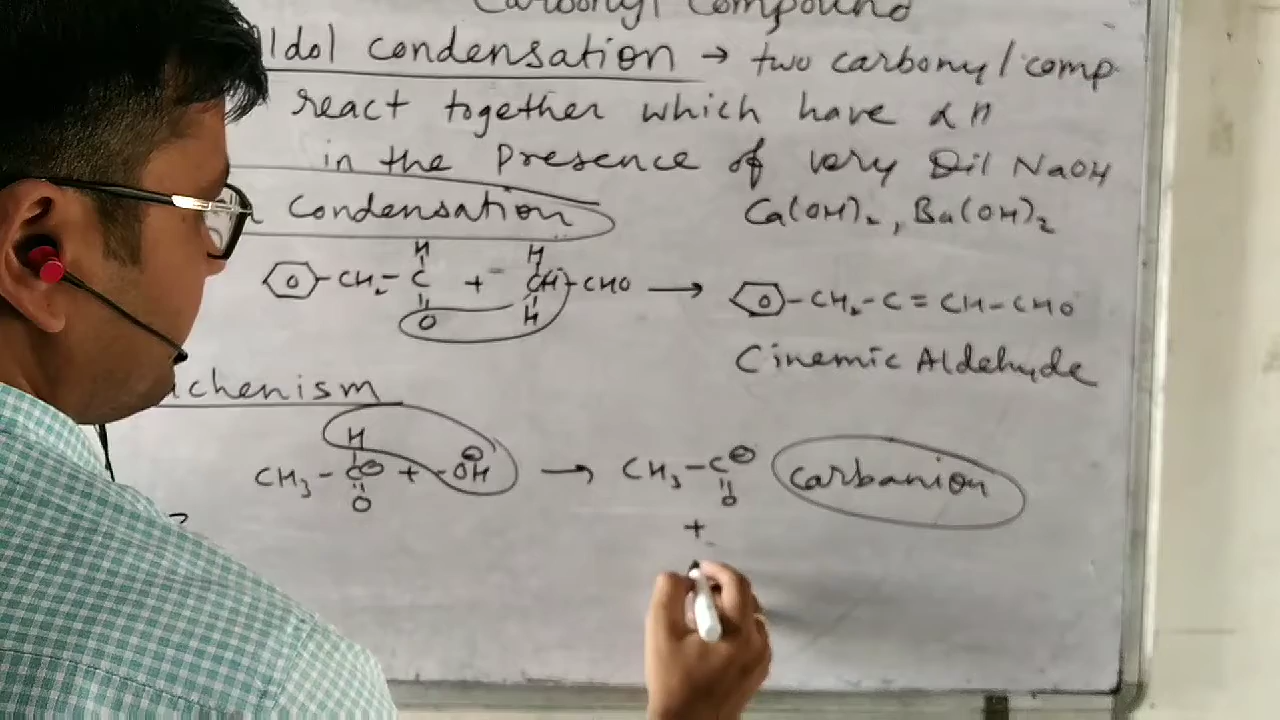 Carbonyl Compound
ldol condensation → two carbonyl comp
react together which have α H
in the Presence of very Dil NaOH
n condensation Ca(OH)₂, Ba(OH)₂
H H
⌬-CH₂-C + ⁻CH-CHO → ⌬-CH₂-C=CH-CHO
O H
Cinemic Aldehyde
chenism
H
CH₃-C⊖ + -OH⊖ → CH₃-C⊖ carbanion
O O
+